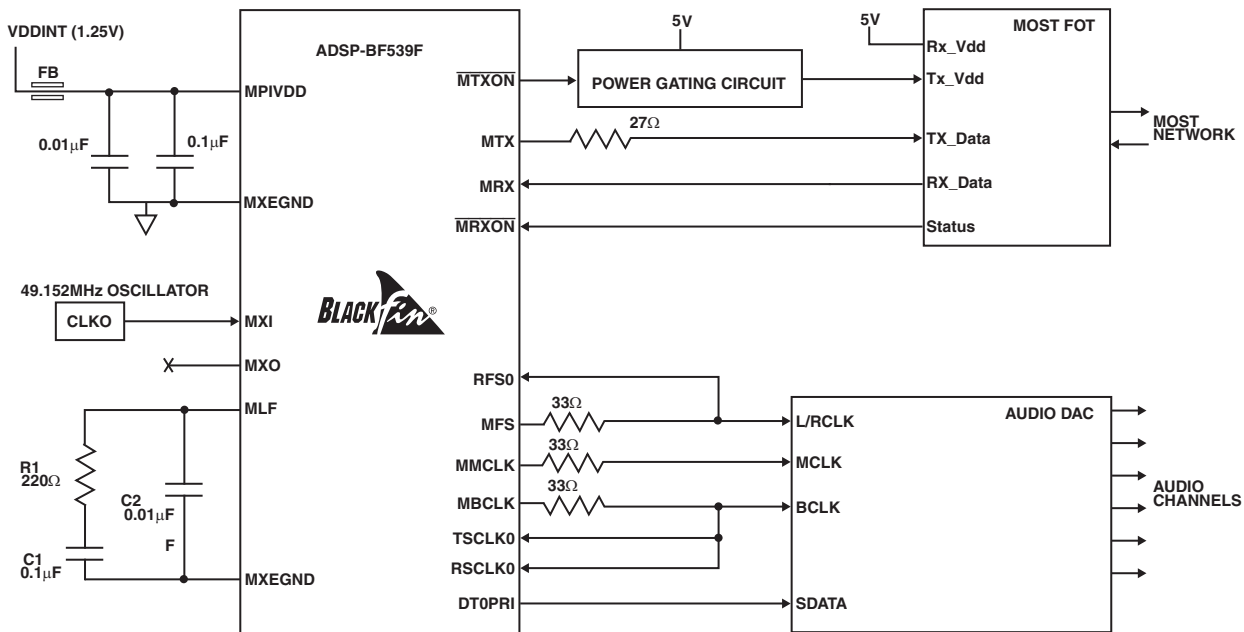 VDDINT (1.25V)
FB
0.01μF
0.1μF
MPIVDD
MXEGND
49.152MHz OSCILLATOR
CLKO
MXI
MXO
MLF
R1
220Ω
C2
0.01μF
F
C1
0.1μF
MXEGND
ADSP-BF539F
BLACKfin®
MTXON
MTX
MRX
MRXON
RFS0
MFS
MMCLK
MBCLK
TSCLK0
RSCLK0
DT0PRI
5V
POWER GATING CIRCUIT
27Ω
33Ω
33Ω
33Ω
5V
MOST FOT
Rx_Vdd
Tx_Vdd
TX_Data
RX_Data
Status
MOST
NETWORK
AUDIO DAC
L/RCLK
MCLK
BCLK
SDATA
AUDIO
CHANNELS